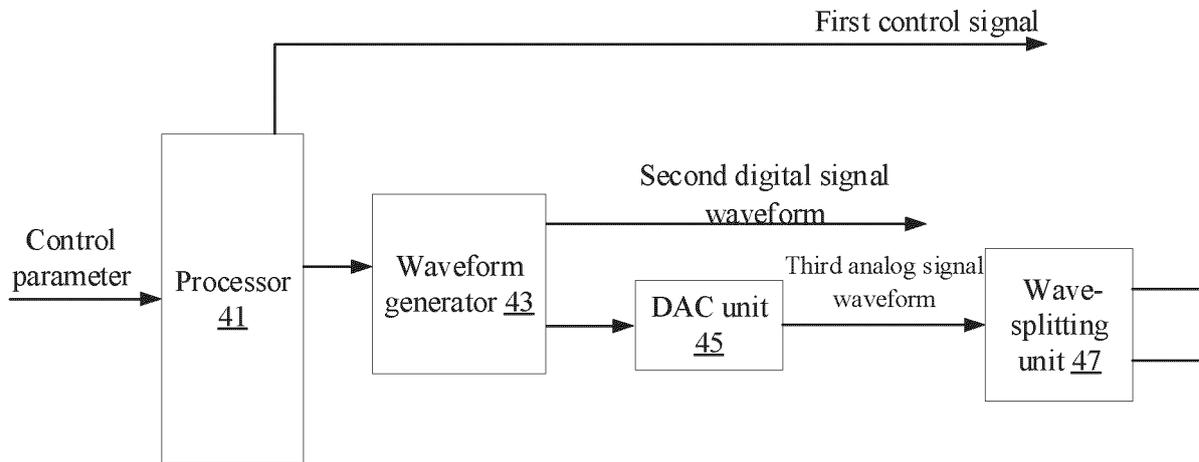 First control signal
Second digital signal
waveform
Control
parameter
Processor
41
Waveform
generator 43
DAC unit
45
Third analog signal
waveform
Wave-
splitting
unit 47